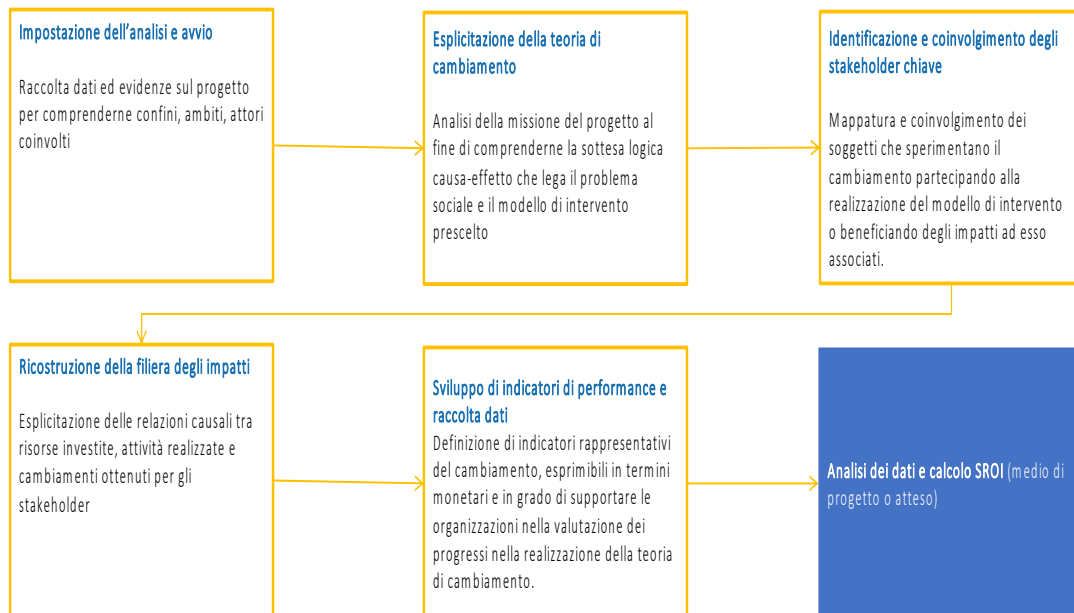 Impostazione dell'analisi e avvio
Raccolta dati ed evidenze sul progetto
per comprenderne confini, ambiti, attori
coinvolti
Esplicitazione della teoria di
cambiamento
Analisi della missione del progetto al
fine di comprenderne la sottesa logica
causa-effetto che lega il problema
sociale e il modello di intervento
prescelto
Identificazione e coinvolgimento degli
stakeholder chiave
Mappatura e coinvolgimento dei
soggetti che sperimentano il
cambiamento partecipando alla
realizzazione del modello di intervento
o beneficiando degli impatti ad esso
associati.
Ricostruzione della filiera degli impatti
Esplicitazione delle relazioni causali tra
risorse investite, attività realizzate e
cambiamenti ottenuti per gli
stakeholder
Sviluppo di indicatori di performance e
raccolta dati
Definizione di indicatori rappresentativi
del cambiamento, esprimibili in termini
monetari e in grado di supportare le
organizzazioni nella valutazione dei
progressi nella realizzazione della teoria
di cambiamento.
Analisi dei dati e calcolo SROI (medio di
progetto o atteso)